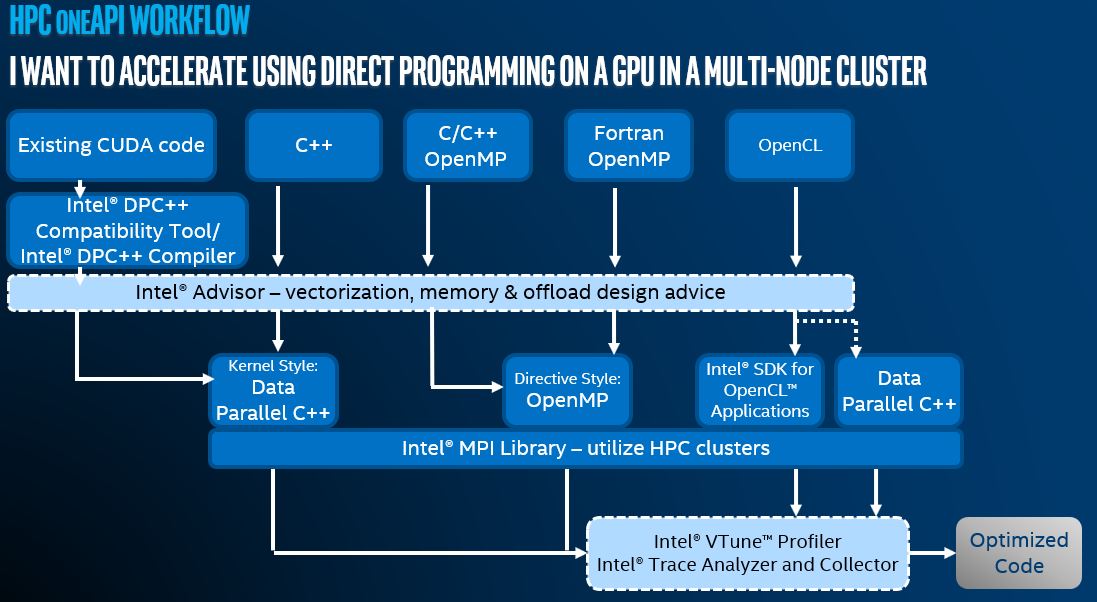 HPC ONEAPI WORKFLOW
I WANT TO ACCELERATE USING DIRECT PROGRAMMING ON A GPU IN A MULTI-NODE CLUSTER
Existing CUDA code
C++
C/C++
OpenMP
Fortran
OpenMP
OpenCL
Intel® DPC++
Compatibility Tool/
Intel® DPC++ Compiler
Intel® Advisor – vectorization, memory & offload design advice
Kernel Style:
Data
Parallel C++
Directive Style:
OpenMP
Intel® SDK for
OpenCL™
Applications
Data
Parallel C++
Intel® MPI Library – utilize HPC clusters
Intel® VTune™ Profiler
Intel® Trace Analyzer and Collector
Optimized
Code